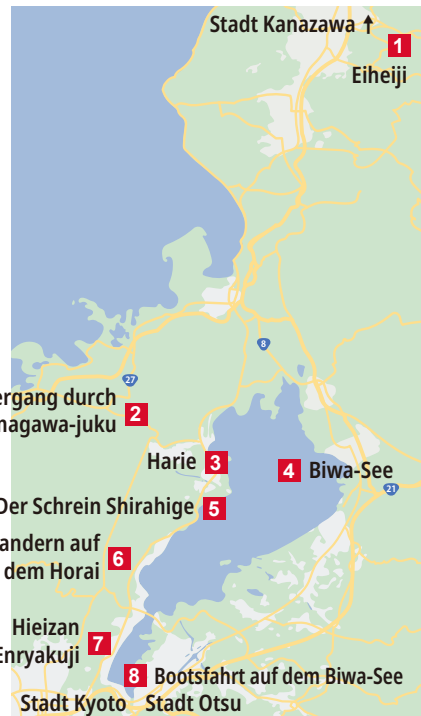 Stadt Kanazawa
1
Eiheiji
8
27
ergang durch
nagawa-juku
2
Harie 3
4 Biwa-See
21
Der Schrein Shirahige 5
andern auf
dem Horai
6
Hieizan
Enryakuji
7
8 Bootsfahrt auf dem Biwa-See
Stadt Kyoto Stadt Otsu